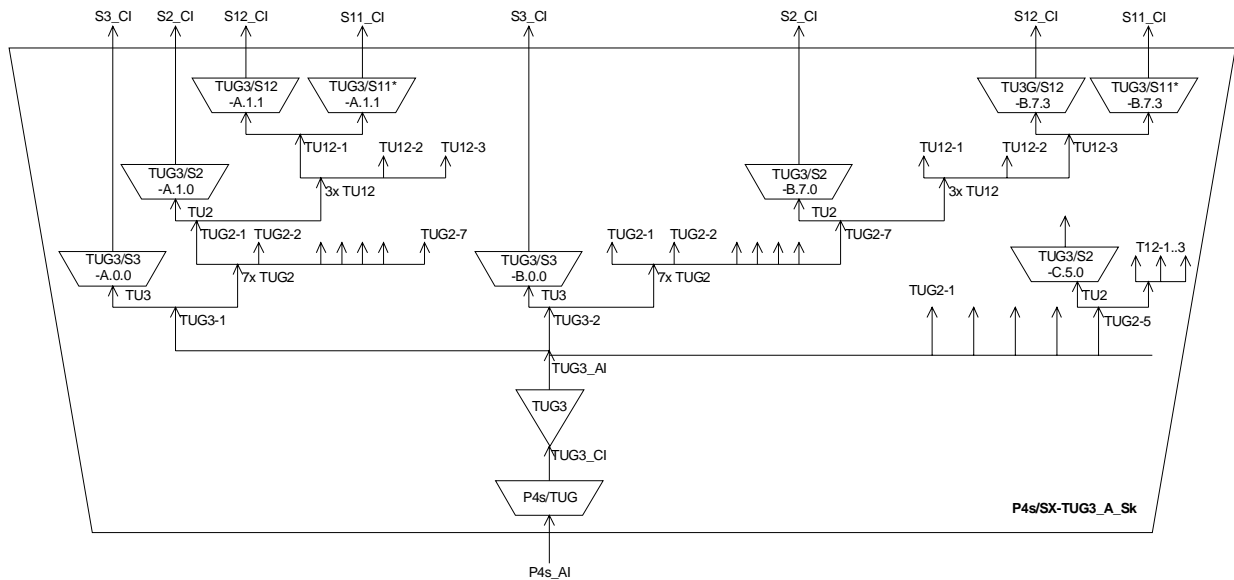 S3_CI
S2_CI
S12_CI
S11_CI
S3_CI
S2_CI
S12_CI
S11_CI
TUG3/S12
-A.1.1
TUG3/S11*
-A.1.1
TU3G/S12
-B.7.3
TUG3/S11*
-B.7.3
TU12-1
TU12-2
TU12-3
TU12-1
TU12-2
TU12-3
TUG3/S2
-A.1.0
3x TU12
TUG3/S2
-B.7.0
3x TU12
TU2
TU2
TUG2-1
TUG2-2
TUG2-7
TUG2-1
TUG2-2
TUG2-7
TUG3/S3
-A.0.0
7x TUG2
TUG3/S3
-B.0.0
7x TUG2
TUG3/S2
-C.5.0
T12-1..3
TU3
TU3
TU2
TUG3-1
TUG3-2
TUG2-1
TUG2-5
TUG3_AI
TUG3
TUG3_CI
P4s/TUG
P4s/SX-TUG3_A_Sk
P4s_AI